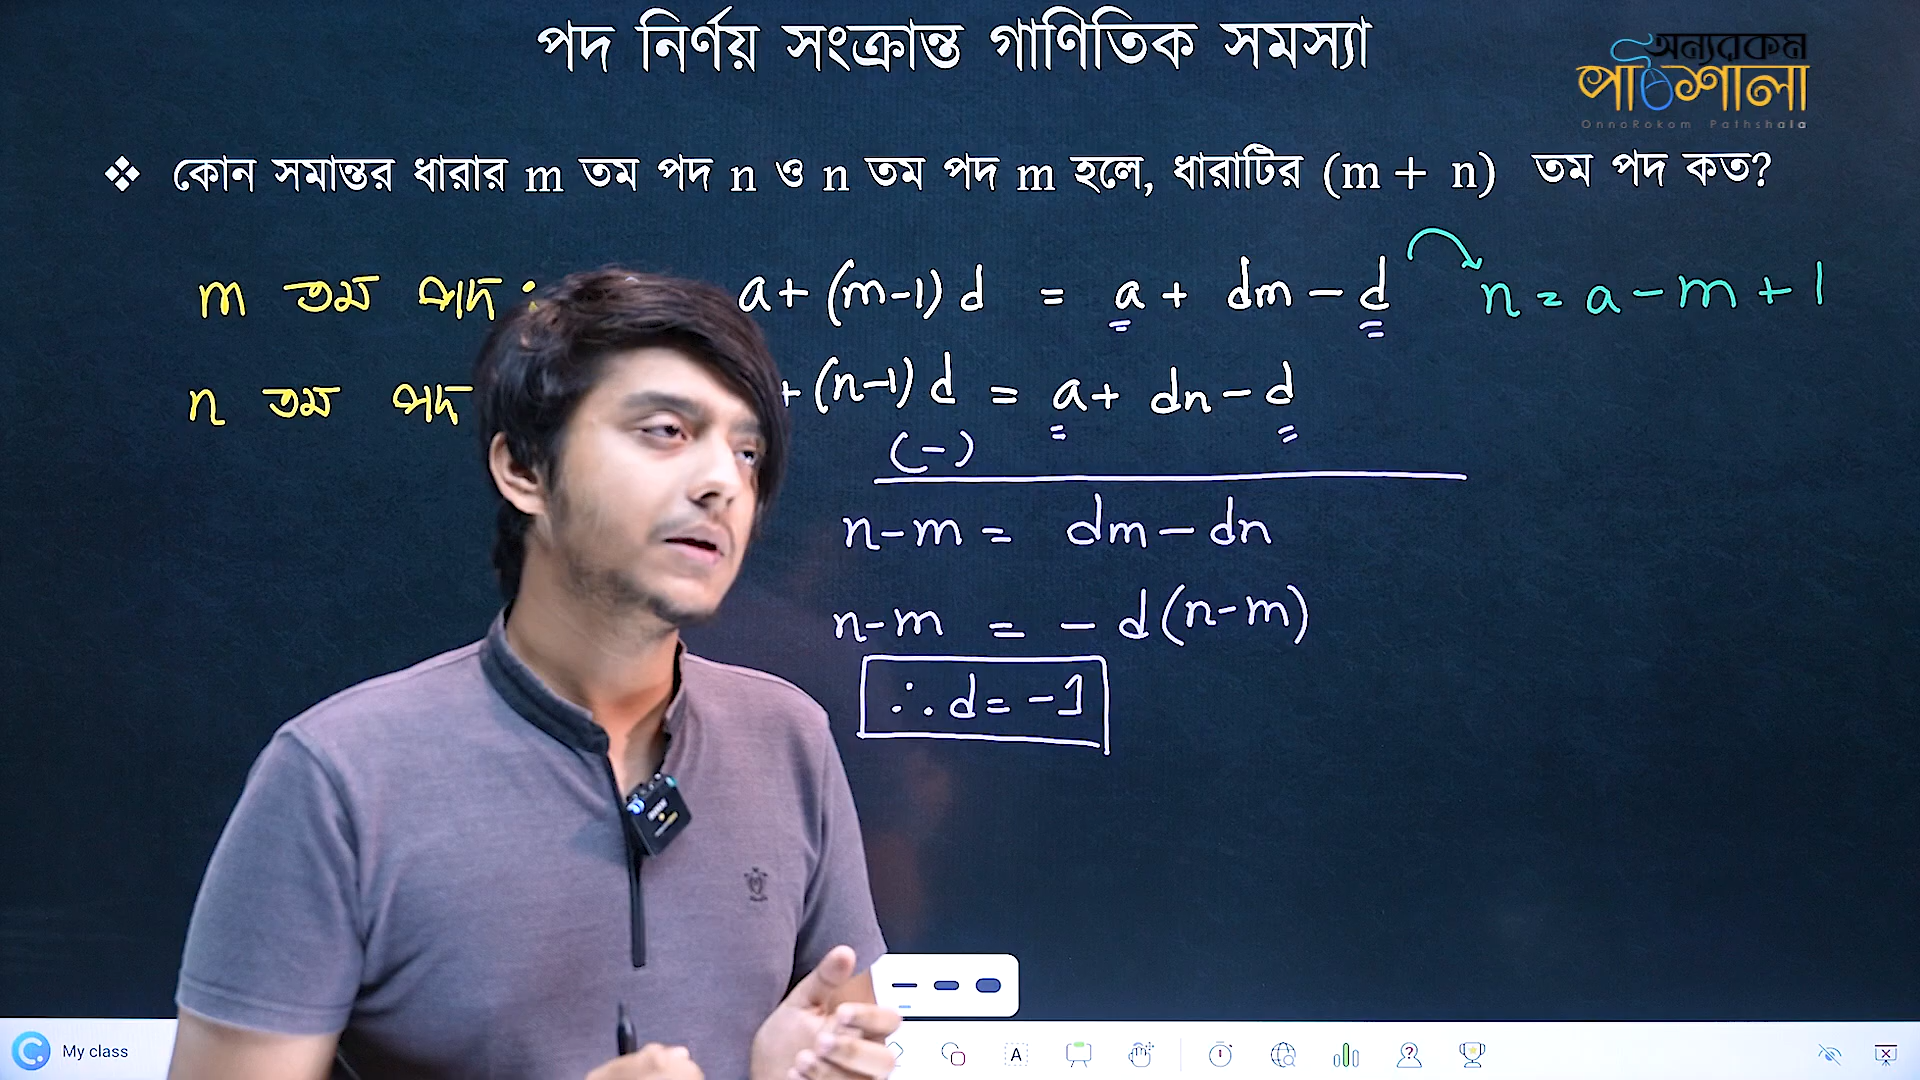 পদ নির্ণয় সংক্রান্ত গাণিতিক সমস্যা
অন্যরকম
পাঠশালা
OnnoRokom Pathshala
❖ কোন সমান্তর ধারার m তম পদ n ও n তম পদ m হলে, ধারাটির (m + n) তম পদ কত?
m তম পদ : a + (m-1) d = a + dm - d n = a - m + 1
n তম পদ + (n-1) d = a + dn - d
(-)
n-m = dm - dn
n-m = - d(n-m)
∴ d = -1
My class